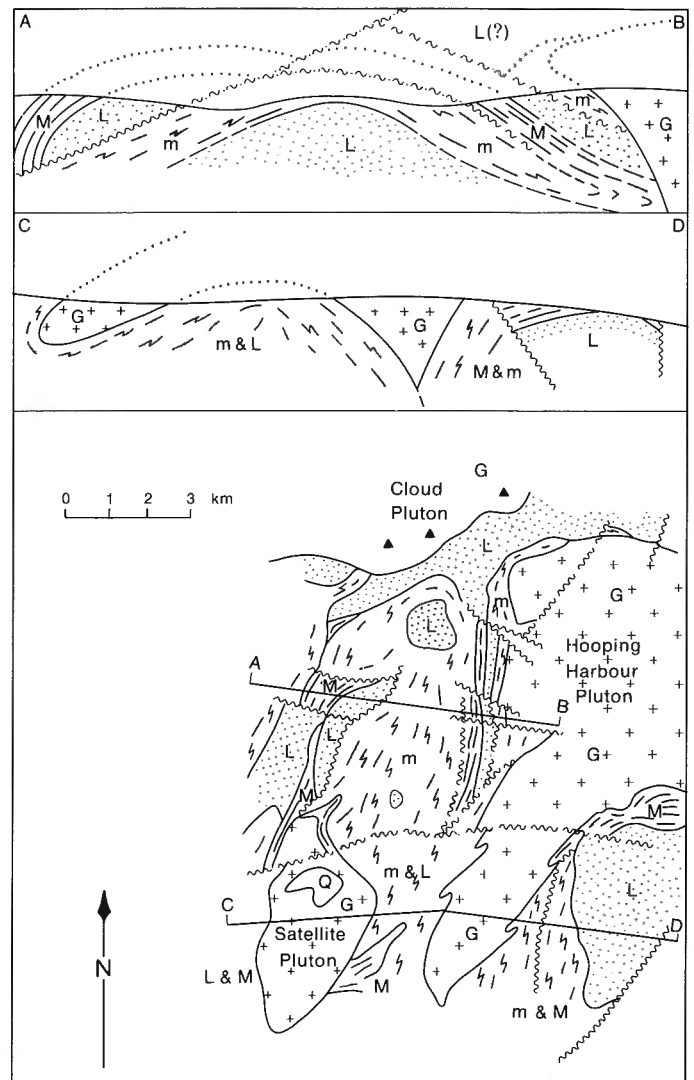 A
B
L(?)
M
L
m
L
m
M
m
L
G
C
D
G
m & L
G
M & m
L
0 1 2 3 km
G
Cloud
Pluton
L
m
G
L
Hooping
Harbour
Pluton
A
M
B
L
L
m
G
M
M
m & L
Q
L
C
G
Satellite
Pluton
G
D
N
L & M
M
m & M